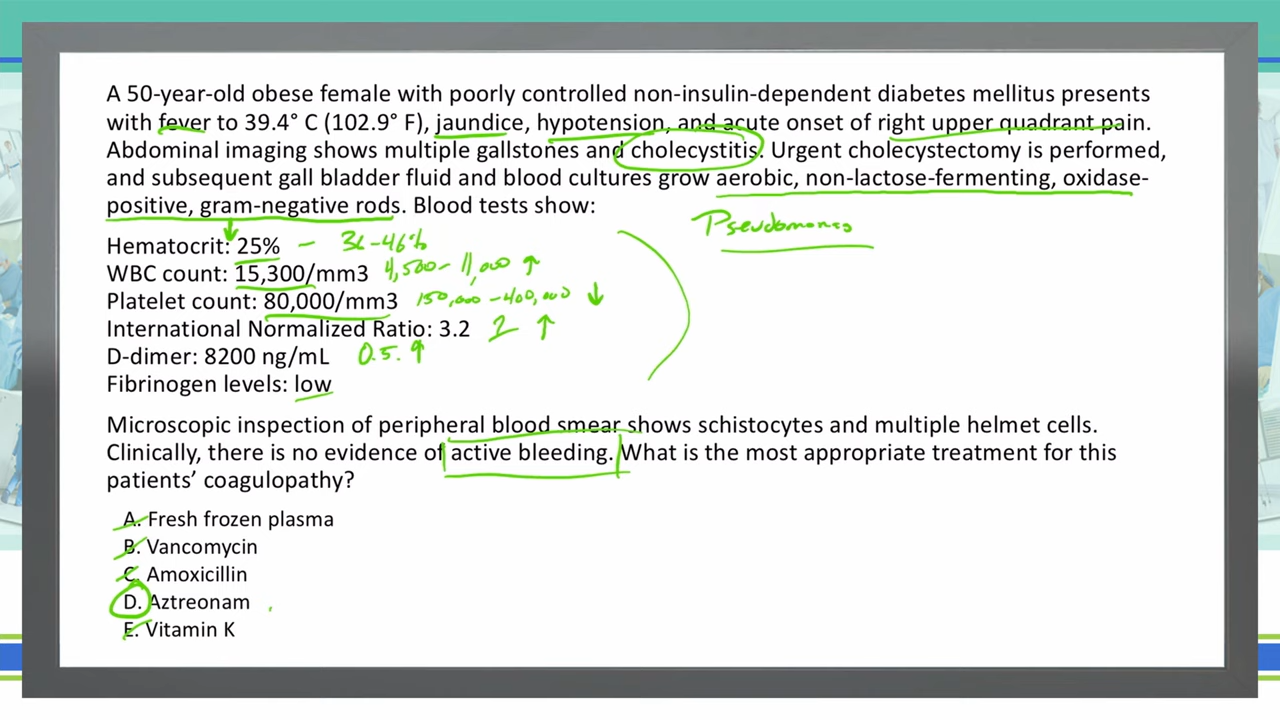 A 50-year-old obese female with poorly controlled non-insulin-dependent diabetes mellitus presents
with fever to 39.4° C (102.9° F), jaundice, hypotension, and acute onset of right upper quadrant pain.
Abdominal imaging shows multiple gallstones and cholecystitis. Urgent cholecystectomy is performed,
and subsequent gall bladder fluid and blood cultures grow aerobic, non-lactose-fermenting, oxidase-
positive, gram-negative rods. Blood tests show:
Pseudomonas
Hematocrit: 25% – 36-46%
WBC count: 15,300/mm3 4,500-11,000 ↑
Platelet count: 80,000/mm3 150,000-400,000 ↓
International Normalized Ratio: 3.2 2 ↑
D-dimer: 8200 ng/mL 0.5. ↑
Fibrinogen levels: low
Microscopic inspection of peripheral blood smear shows schistocytes and multiple helmet cells.
Clinically, there is no evidence of active bleeding. What is the most appropriate treatment for this
patients’ coagulopathy?
A. Fresh frozen plasma
B. Vancomycin
C. Amoxicillin
D. Aztreonam
E. Vitamin K